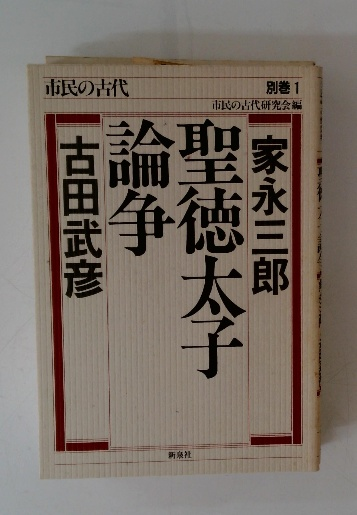 市民の古代
別巻1
市民の古代研究会編
家永三郎
聖徳太子
論争
古田武彦
新泉社